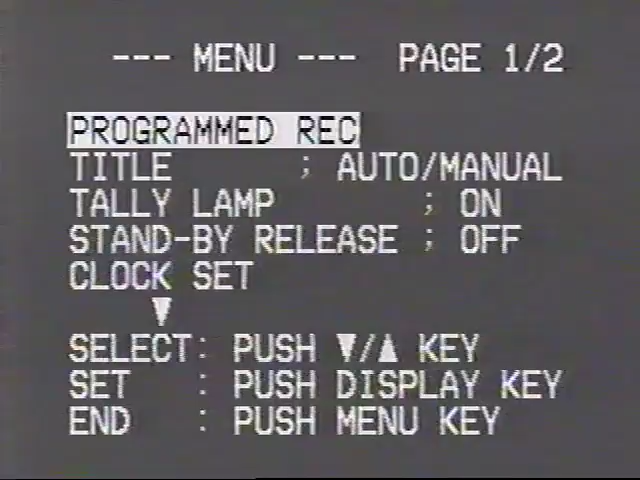 --- MENU --- PAGE 1/2
PROGRAMMED REC
TITLE ; AUTO/MANUAL
TALLY LAMP ; ON
STAND-BY RELEASE ; OFF
CLOCK SET
▼
SELECT: PUSH ▼/▲ KEY
SET : PUSH DISPLAY KEY
END : PUSH MENU KEY